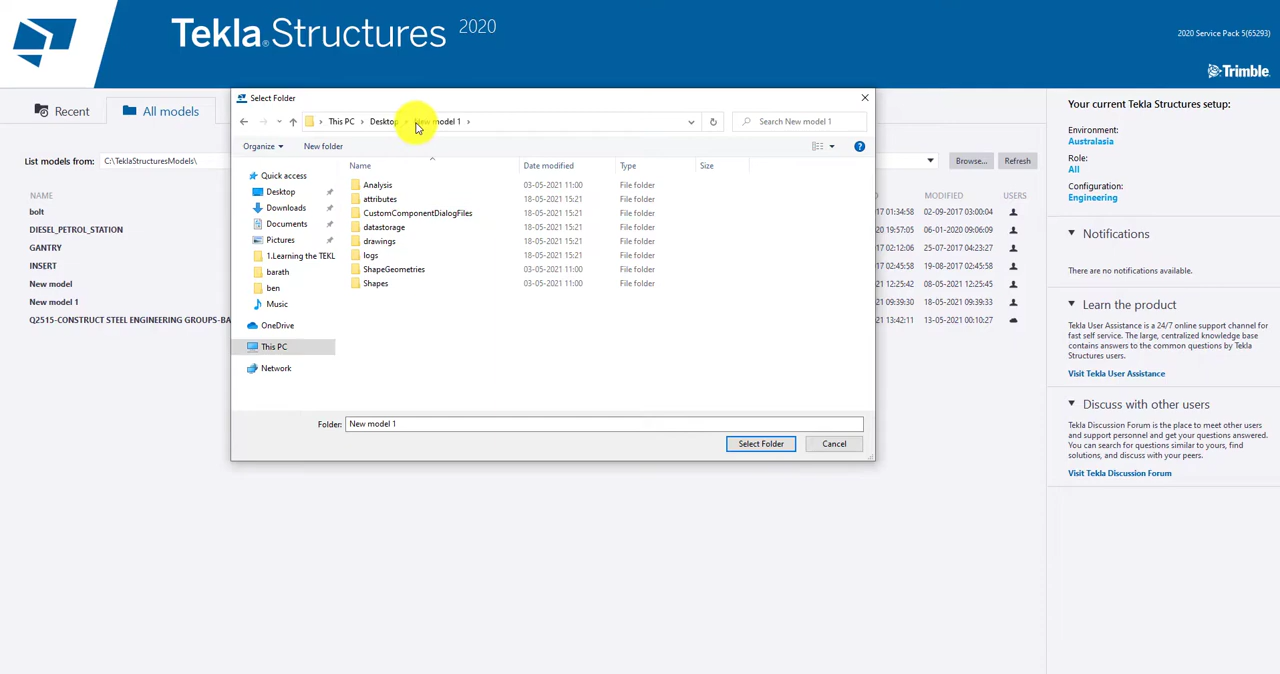 Tekla Structures 2020
2020 Service Pack 5(65293)
Trimble.
Recent
All models
List models from:
C:\TeklaStructuresModels\
Browse...
Refresh
NAME
MODIFIED
USERS
bolt
17 01:34:58
02-09-2017 03:00:04
DIESEL_PETROL_STATION
20 19:57:05
06-01-2020 09:06:09
GANTRY
17 02:12:06
25-07-2017 04:23:27
INSERT
17 02:45:58
19-08-2017 02:45:58
New model
21 12:25:42
08-05-2021 12:25:45
New model 1
21 09:39:30
18-05-2021 09:39:33
Q2515-CONSTRUCT STEEL ENGINEERING GROUPS-BA
21 13:42:11
13-05-2021 00:10:27
Select Folder
This PC
Desktop
New model 1
Search New model 1
Organize
New folder
Quick access
Desktop
Downloads
Documents
Pictures
1.Learning the TEKL
barath
ben
Music
OneDrive
This PC
Network
Name
Date modified
Type
Size
Analysis
03-05-2021 11:00
File folder
attributes
18-05-2021 15:21
File folder
CustomComponentDialogFiles
18-05-2021 15:21
File folder
datastorage
18-05-2021 15:21
File folder
drawings
18-05-2021 15:21
File folder
logs
18-05-2021 15:21
File folder
ShapeGeometries
03-05-2021 11:00
File folder
Shapes
03-05-2021 11:00
File folder
Folder:
New model 1
Select Folder
Cancel
Your current Tekla Structures setup:
Environment:
Australasia
Role:
All
Configuration:
Engineering
Notifications
There are no notifications available.
Learn the product
Tekla User Assistance is a 24/7 online support channel for
fast self service. The large, centralized knowledge base
contains answers to the common questions by Tekla
Structures users.
Visit Tekla User Assistance
Discuss with other users
Tekla Discussion Forum is the place to meet other users
and support personnel and get your questions answered.
You can search for questions similar to yours, find
solutions, and discuss with your peers.
Visit Tekla Discussion Forum